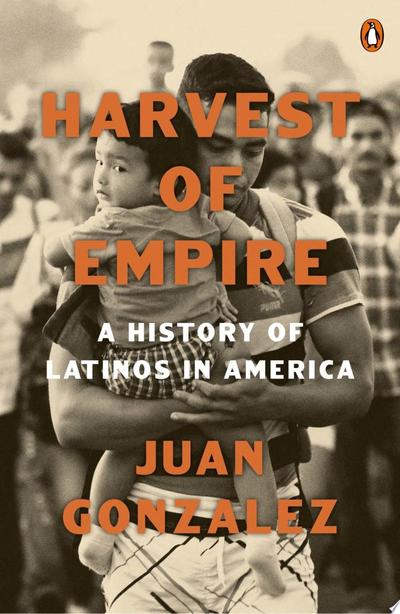 HARVEST
OF
EMPIRE
A HISTORY OF
LATINOS IN AMERICA
JUAN
GONZALEZ